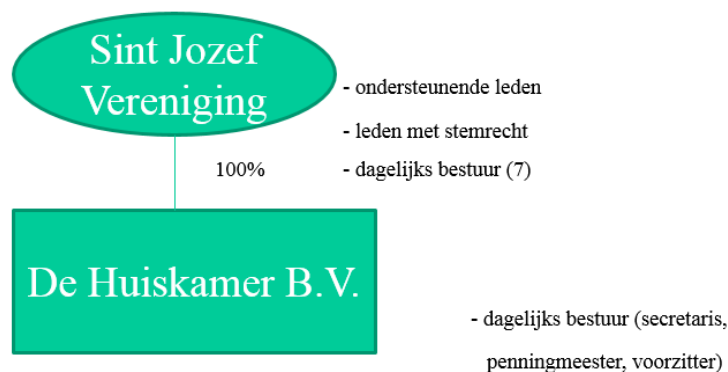 Sint Jozef
Vereniging
- ondersteunende leden
- leden met stemrecht
100%
- dagelijks bestuur (7)
De Huiskamer B.V.
- dagelijks bestuur (secretaris,
penningmeester, voorzitter)